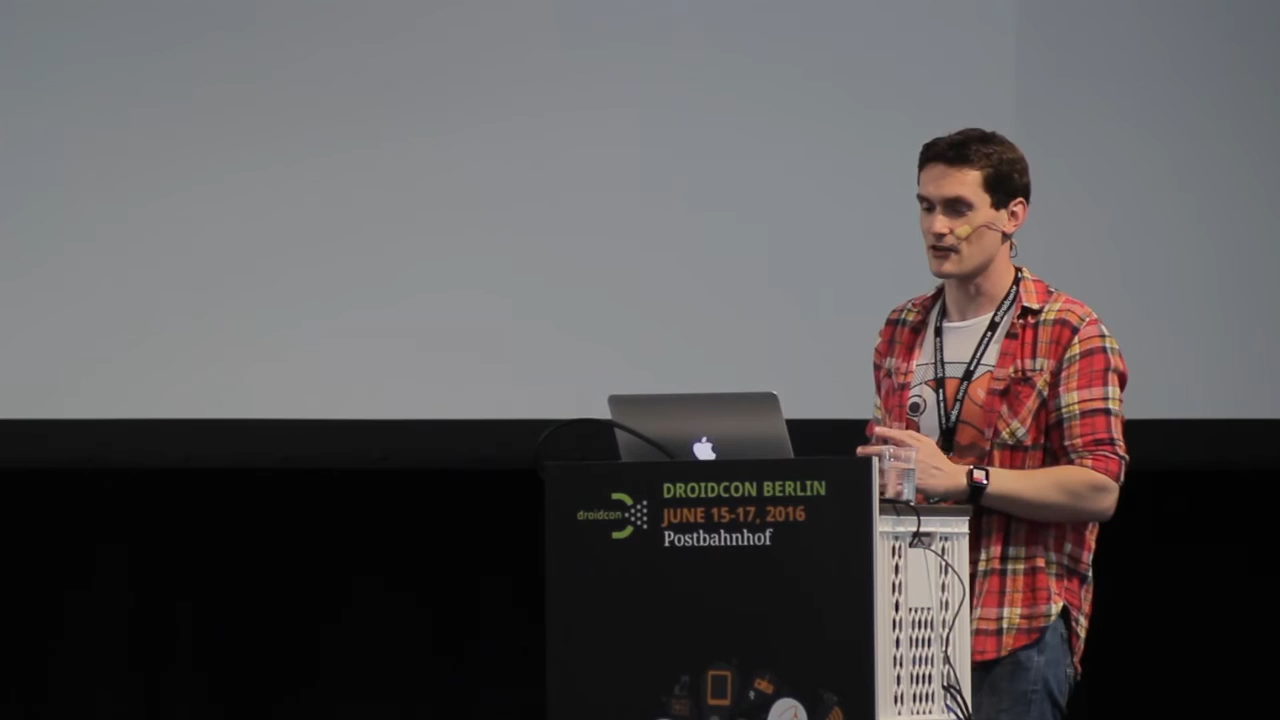 droidcon
DROIDCON BERLIN
JUNE 15-17, 2016
Postbahnhof